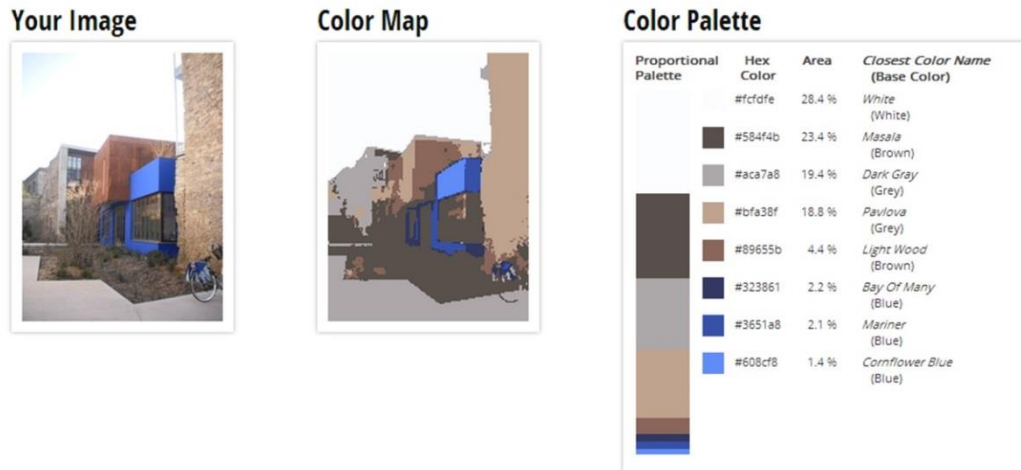 Your Image
Color Map
Color Palette
Proportional Palette
Hex Color
Area
Closest Color Name (Base Color)
#fcfdfe 28.4 % White
(White)
#584f4b 23.4 % Masala
(Brown)
#aca7a8 19.4 % Dark Gray
(Grey)
#bfa38f 18.8 % Pavlova
(Grey)
#89655b 4.4 % Light Wood
(Brown)
#323861 2.2 % Bay Of Many
(Blue)
#3651a8 2.1 % Mariner
(Blue)
#608cf8 1.4 % Cornflower Blue
(Blue)